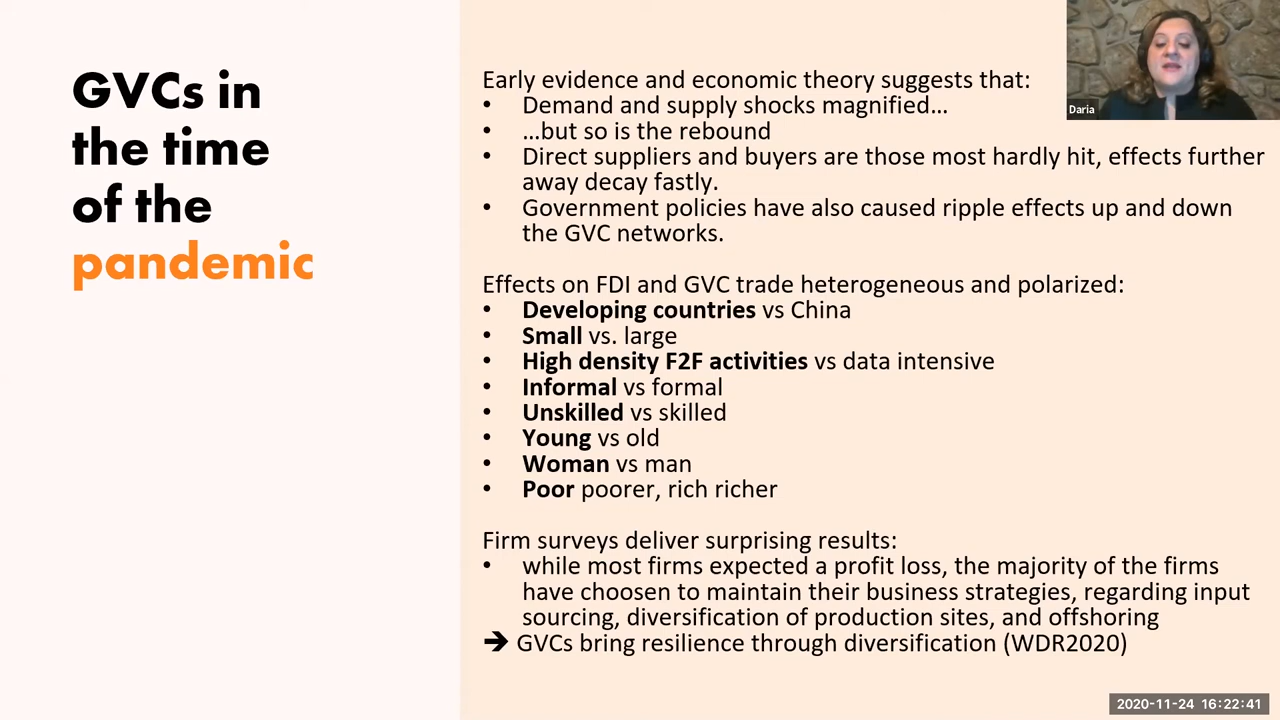 GVCs in
the time
of the
pandemic
Early evidence and economic theory suggests that:
• Demand and supply shocks magnified…
• …but so is the rebound
• Direct suppliers and buyers are those most hardly hit, effects further
away decay fastly.
• Government policies have also caused ripple effects up and down
the GVC networks.
Effects on FDI and GVC trade heterogeneous and polarized:
• Developing countries vs China
• Small vs. large
• High density F2F activities vs data intensive
• Informal vs formal
• Unskilled vs skilled
• Young vs old
• Woman vs man
• Poor poorer, rich richer
Firm surveys deliver surprising results:
• while most firms expected a profit loss, the majority of the firms
have choosen to maintain their business strategies, regarding input
sourcing, diversification of production sites, and offshoring
➔ GVCs bring resilience through diversification (WDR2020)
Daria
2020-11-24 16:22:41